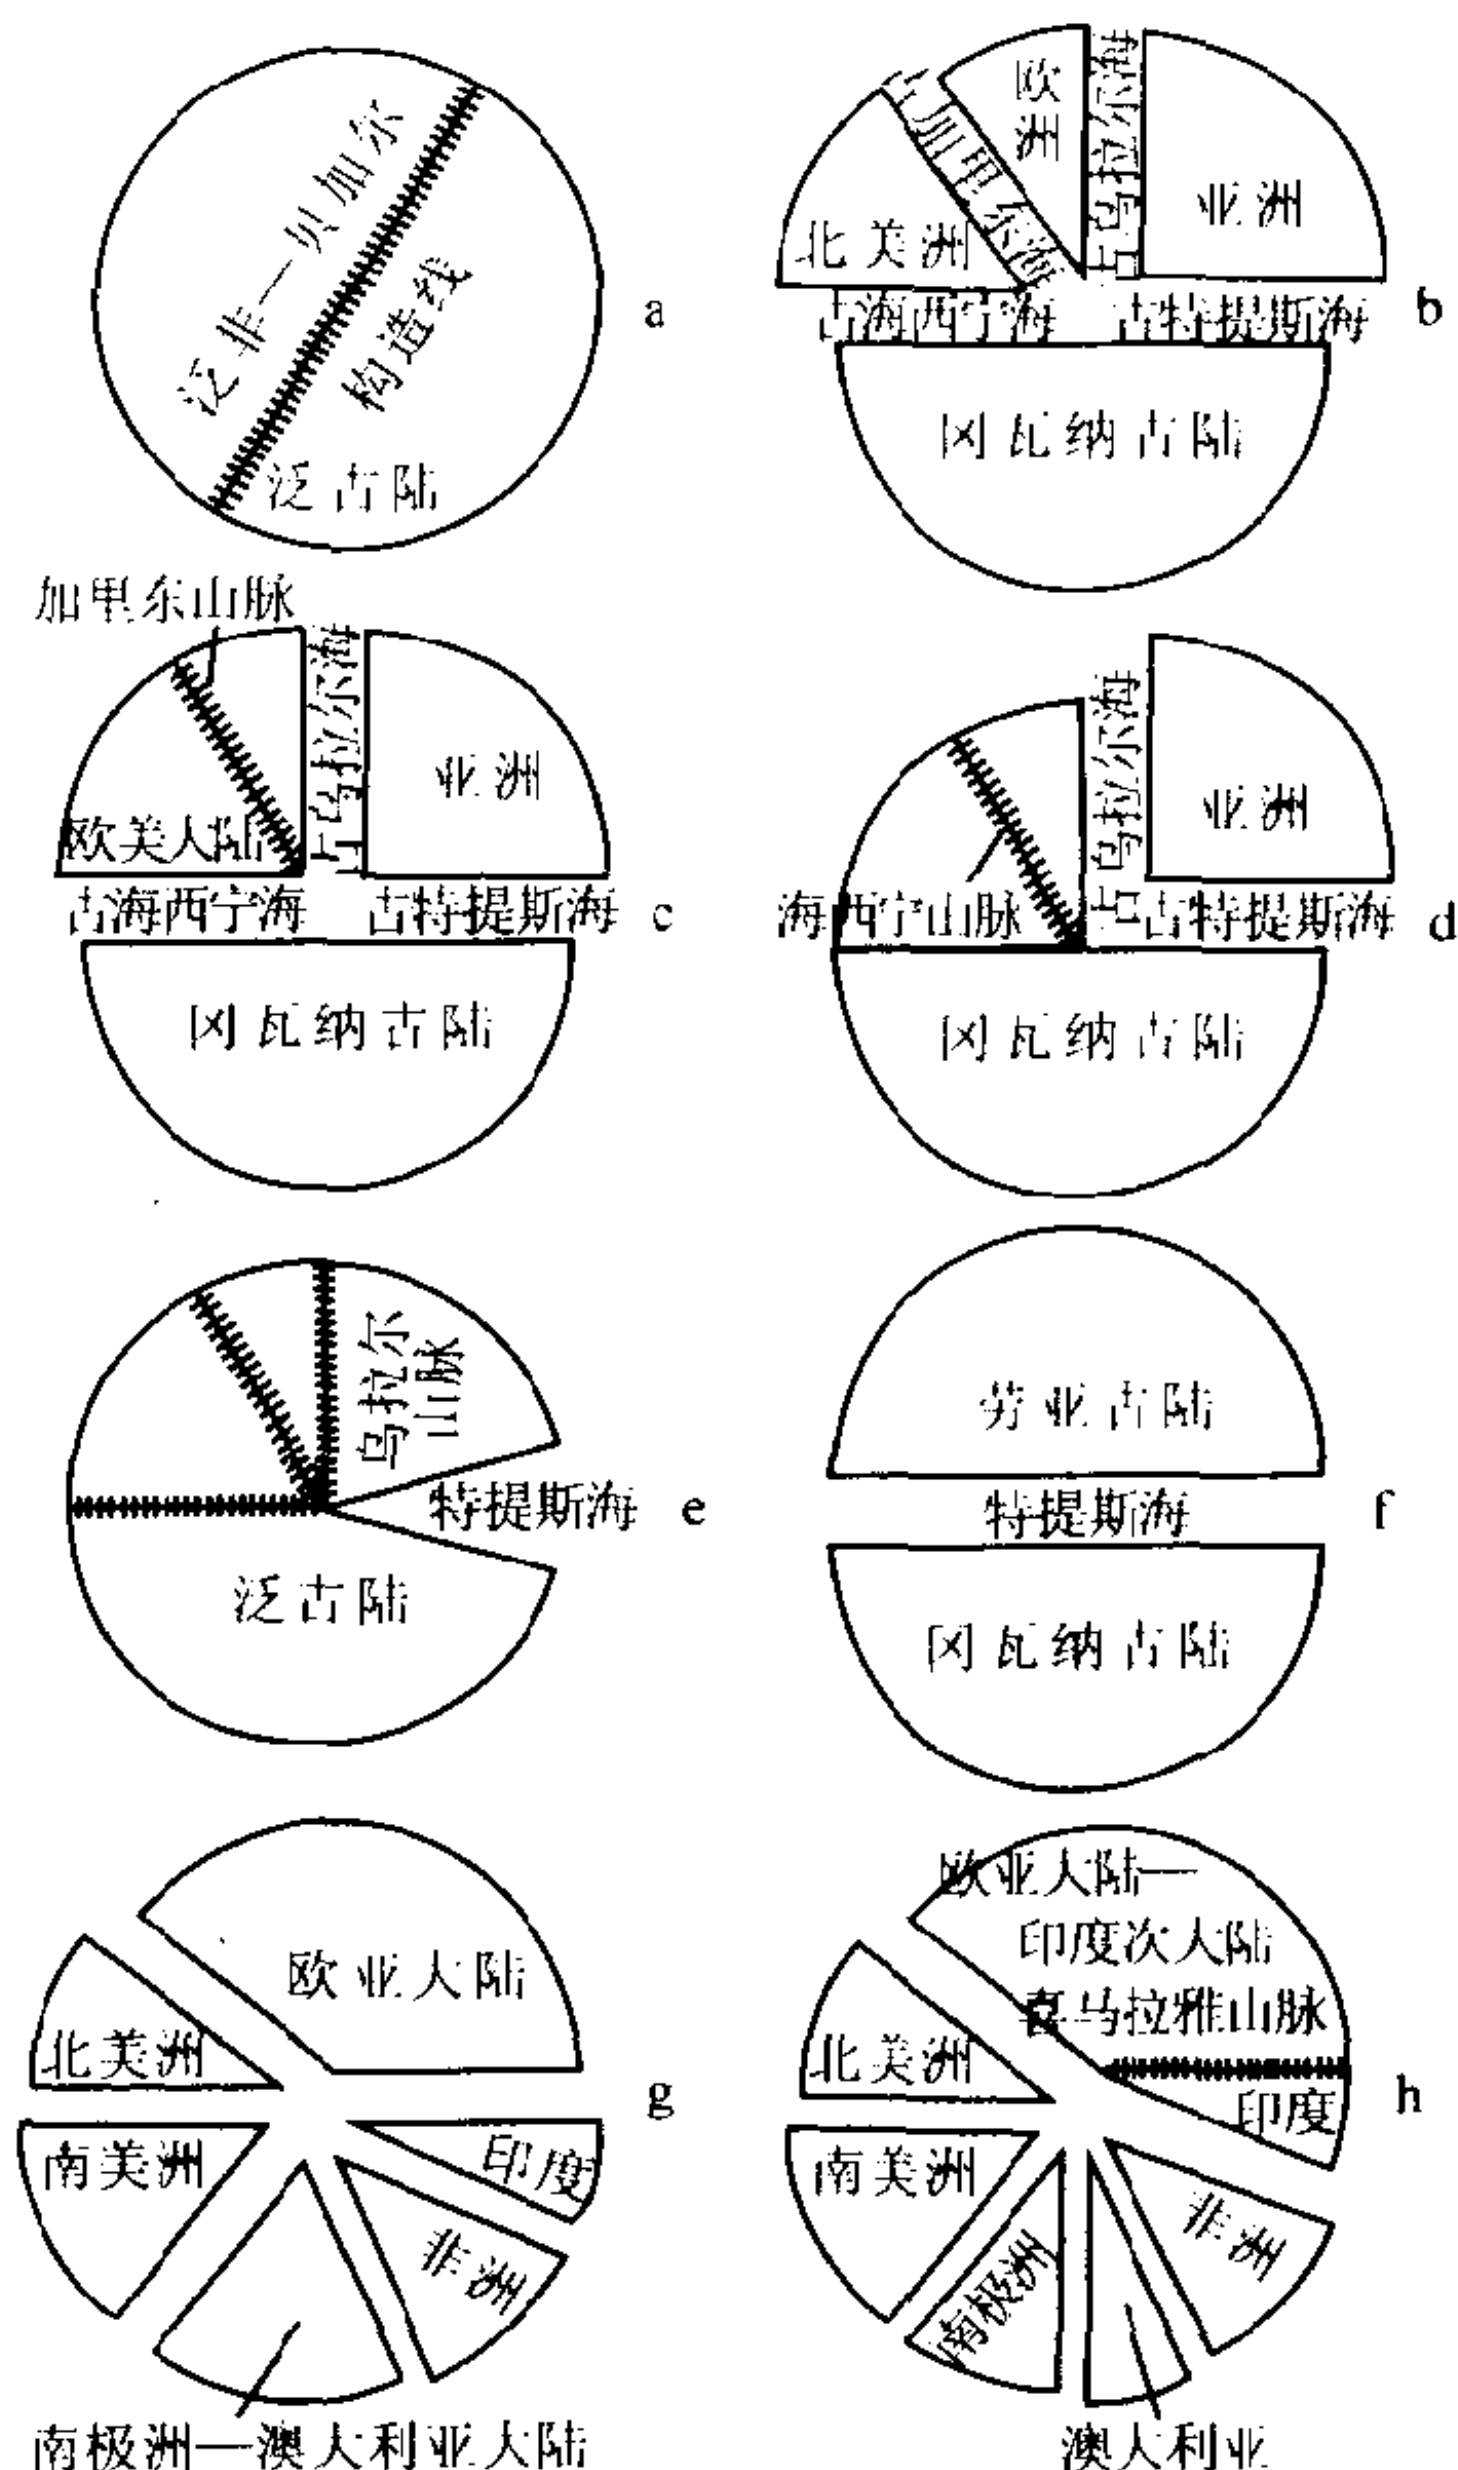 泛非—贝加尔
构造线
泛古陆
a
北美洲
古加里东海
欧洲
古乌拉尔海
亚洲
古海西宁海
古特提斯海
b
冈瓦纳古陆
加里东山脉
古乌拉尔海
亚洲
欧美大陆
古海西宁海
古特提斯海
c
冈瓦纳古陆
古乌拉尔海
亚洲
海西宁山脉
古特提斯海
d
冈瓦纳古陆
乌拉尔
山脉
特提斯海
e
泛古陆
劳亚古陆
特提斯海
f
冈瓦纳古陆
欧亚大陆
北美洲
g
南美洲
印度
非洲
南极洲—澳大利亚大陆
欧亚大陆—
印度次大陆
喜马拉雅山脉
北美洲
印度
h
南美洲
非洲
南极洲
澳大利亚